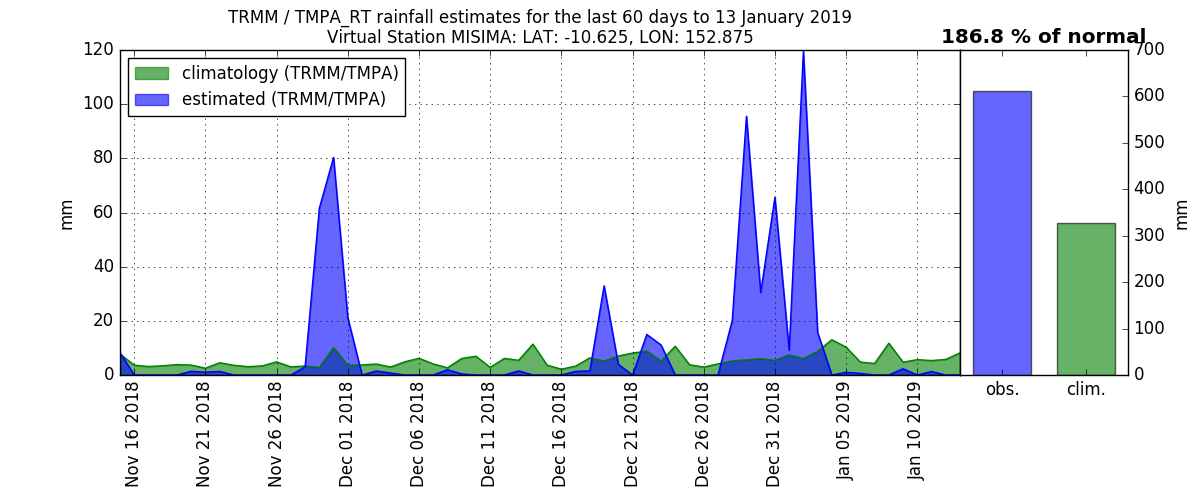 TRMM / TMPA_RT rainfall estimates for the last 60 days to 13 January 2019
Virtual Station MISIMA: LAT: -10.625, LON: 152.875
186.8 % of normal
climatology (TRMM/TMPA)
estimated (TRMM/TMPA)
120
100
80
60
40
20
0
mm
Nov 16 2018
Nov 21 2018
Nov 26 2018
Dec 01 2018
Dec 06 2018
Dec 11 2018
Dec 16 2018
Dec 21 2018
Dec 26 2018
Dec 31 2018
Jan 05 2019
Jan 10 2019
700
600
500
400
300
200
100
0
mm
obs.
clim.